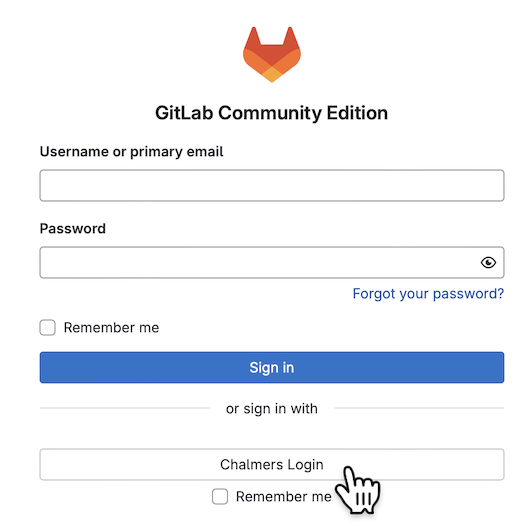 GitLab Community Edition
Username or primary email
Password
Forgot your password?
Remember me
Sign in
or sign in with
Chalmers Login
Remember me